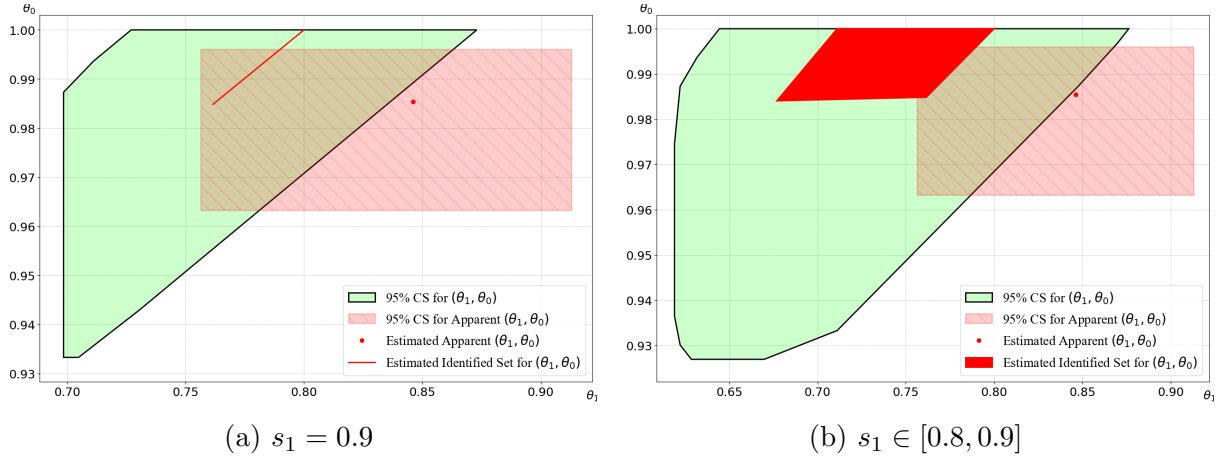 θ₀
1.00
0.99
0.98
0.97
0.96
0.95
0.94
0.93
0.70
0.75
0.80
0.85
0.90
θ₁
95% CS for (θ₁, θ₀)
95% CS for Apparent (θ₁, θ₀)
Estimated Apparent (θ₁, θ₀)
Estimated Identified Set for (θ₁, θ₀)
(a) s₁ = 0.9
θ₀
1.00
0.99
0.98
0.97
0.96
0.95
0.94
0.93
0.65
0.70
0.75
0.80
0.85
0.90
θ₁
95% CS for (θ₁, θ₀)
95% CS for Apparent (θ₁, θ₀)
Estimated Apparent (θ₁, θ₀)
Estimated Identified Set for (θ₁, θ₀)
(b) s₁ ∈ [0.8, 0.9]